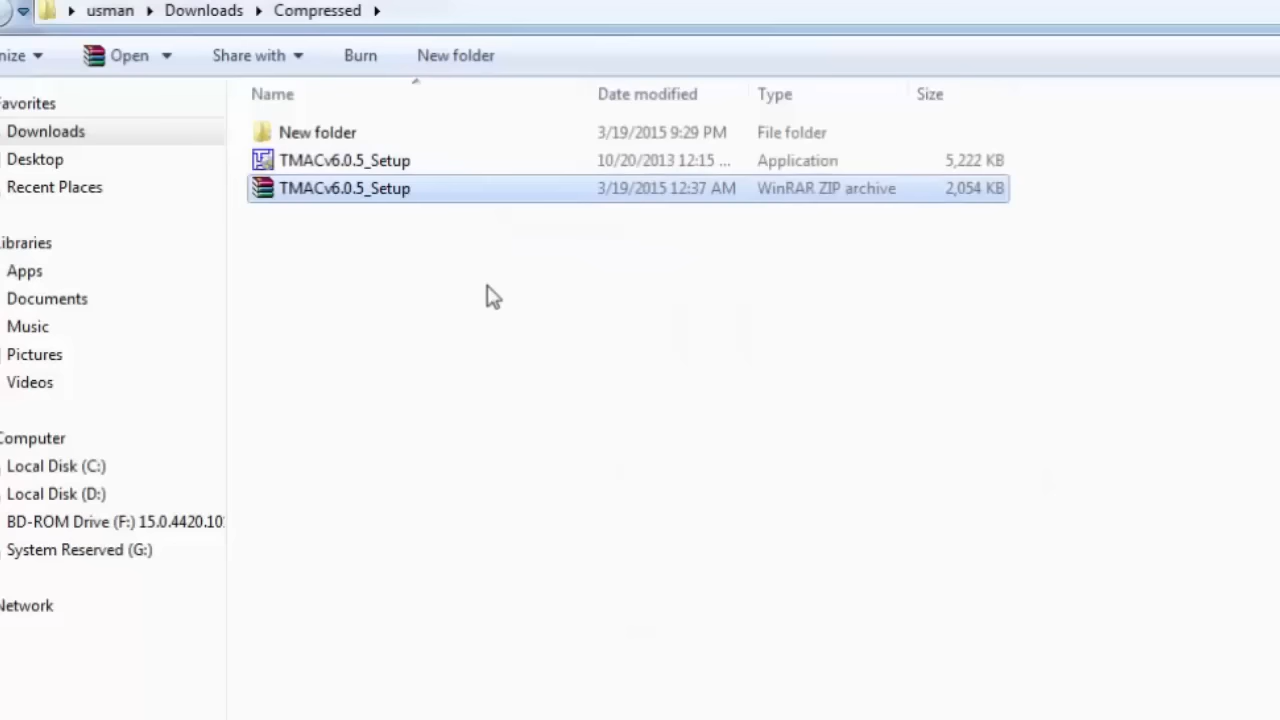 usman Downloads Compressed
nize Open Share with Burn New folder
Name Date modified Type Size
avorites
Downloads
Desktop
Recent Places
ibraries
Apps
Documents
Music
Pictures
Videos
Computer
Local Disk (C:)
Local Disk (D:)
BD-ROM Drive (F:) 15.0.4420.10
System Reserved (G:)
Network
New folder 3/19/2015 9:29 PM File folder
TMACv6.0.5_Setup 10/20/2013 12:15 ... Application 5,222 KB
TMACv6.0.5_Setup 3/19/2015 12:37 AM WinRAR ZIP archive 2,054 KB